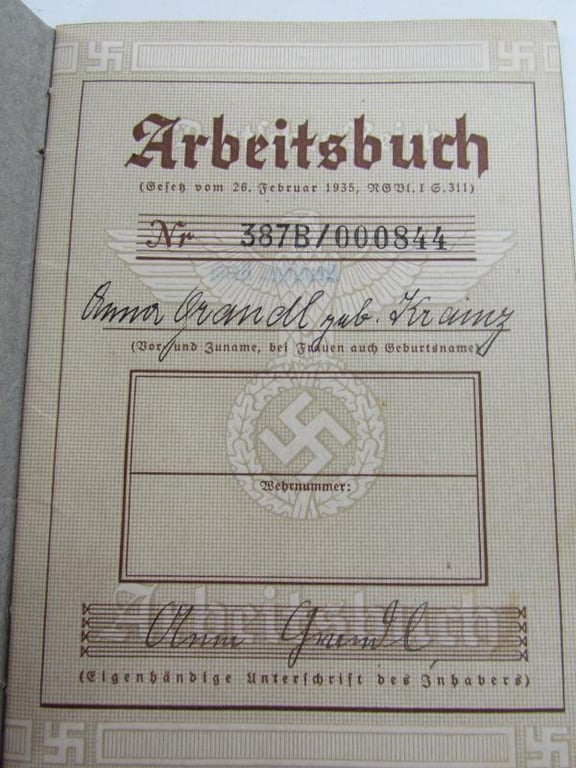 Arbeitsbuch
(Gesetz vom 26. Februar 1935, RGBl. I S. 311)
Nr 387B/000844
Anna Grandl geb. Krainz
(Vor- und Zuname, bei Frauen auch Geburtsname)
Wehrnummer:
Arbeitsbuch
Anna Grandl
(Eigenhändige Unterschrift des Inhabers)